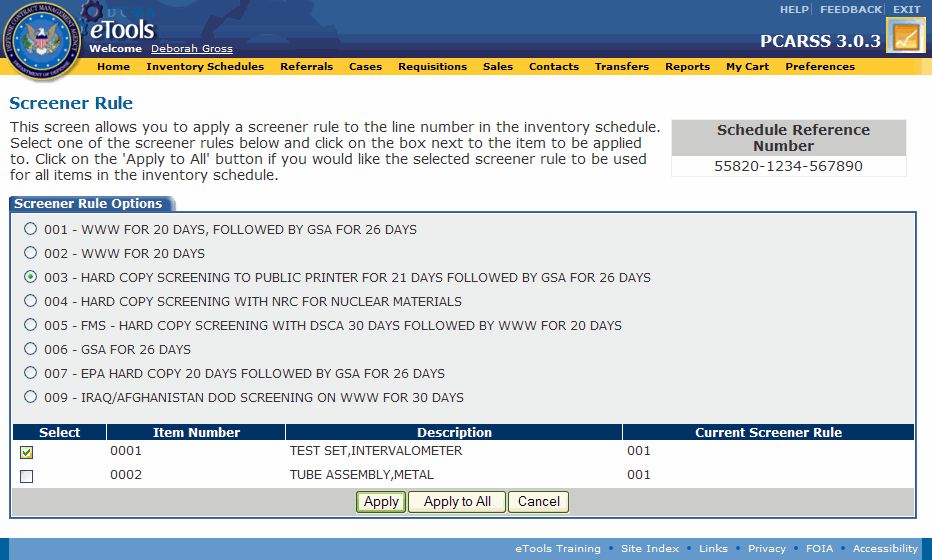 HELP | FEEDBACK | EXIT
eTools
Welcome Deborah Gross
PCARSS 3.0.3
Home Inventory Schedules Referrals Cases Requisitions Sales Contacts Transfers Reports My Cart Preferences
Screener Rule
This screen allows you to apply a screener rule to the line number in the inventory schedule.
Select one of the screener rules below and click on the box next to the item to be applied
to. Click on the 'Apply to All' button if you would like the selected screener rule to be used
for all items in the inventory schedule.
Schedule Reference
Number
55820-1234-567890
Screener Rule Options
001 - WWW FOR 20 DAYS, FOLLOWED BY GSA FOR 26 DAYS
002 - WWW FOR 20 DAYS
003 - HARD COPY SCREENING TO PUBLIC PRINTER FOR 21 DAYS FOLLOWED BY GSA FOR 26 DAYS
004 - HARD COPY SCREENING WITH NRC FOR NUCLEAR MATERIALS
005 - FMS - HARD COPY SCREENING WITH DSCA 30 DAYS FOLLOWED BY WWW FOR 20 DAYS
006 - GSA FOR 26 DAYS
007 - EPA HARD COPY 20 DAYS FOLLOWED BY GSA FOR 26 DAYS
009 - IRAQ/AFGHANISTAN DOD SCREENING ON WWW FOR 30 DAYS
Select Item Number Description Current Screener Rule
0001 TEST SET,INTERVALOMETER 001
0002 TUBE ASSEMBLY,METAL 001
Apply Apply to All Cancel
eTools Training • Site Index • Links • Privacy • FOIA • Accessibility